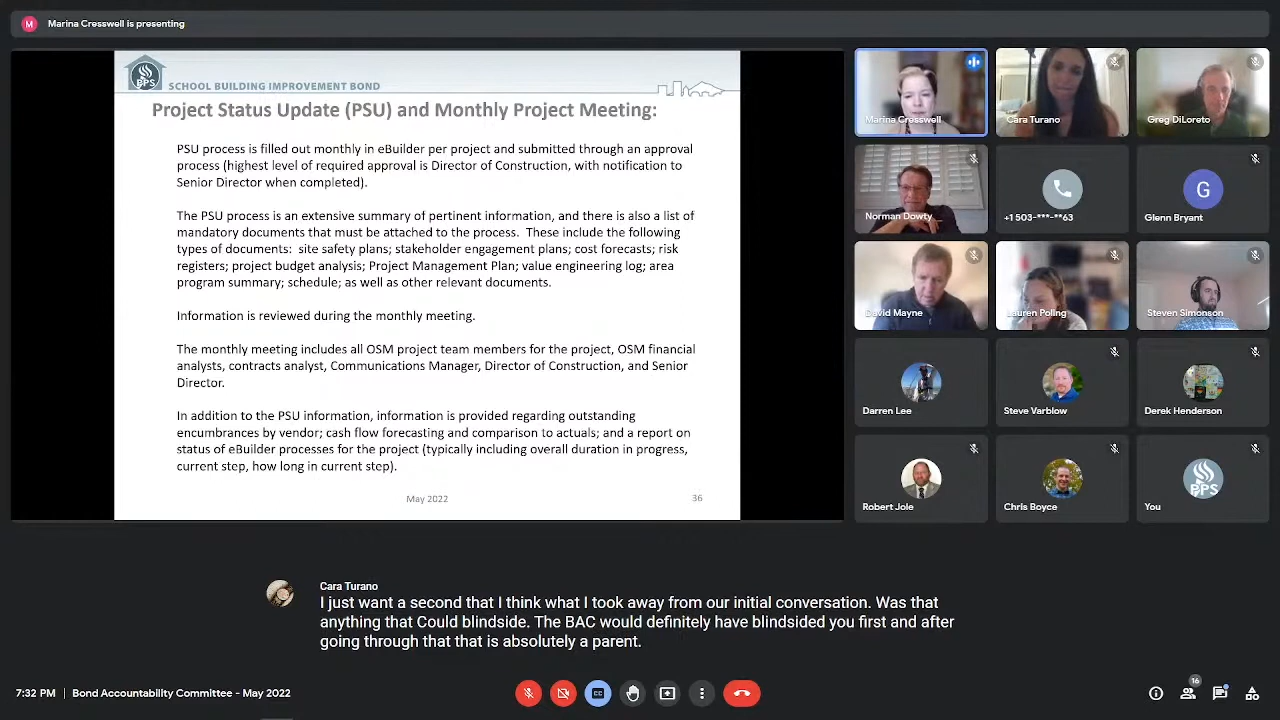 M Marina Cresswell is presenting
PPS
SCHOOL BUILDING IMPROVEMENT BOND
Project Status Update (PSU) and Monthly Project Meeting:
PSU process is filled out monthly in eBuilder per project and submitted through an approval
process (highest level of required approval is Director of Construction, with notification to
Senior Director when completed).
The PSU process is an extensive summary of pertinent information, and there is also a list of
mandatory documents that must be attached to the process. These include the following
types of documents: site safety plans; stakeholder engagement plans; cost forecasts; risk
registers; project budget analysis; Project Management Plan; value engineering log; area
program summary; schedule; as well as other relevant documents.
Information is reviewed during the monthly meeting.
The monthly meeting includes all OSM project team members for the project, OSM financial
analysts, contracts analyst, Communications Manager, Director of Construction, and Senior
Director.
In addition to the PSU information, information is provided regarding outstanding
encumbrances by vendor; cash flow forecasting and comparison to actuals; and a report on
status of eBuilder processes for the project (typically including overall duration in progress,
current step, how long in current step).
May 2022
36
Marina Cresswell
Cara Turano
Greg DiLoreto
Norman Dowty
+1 503-***-**63
G
Glenn Bryant
David Mayne
Lauren Poling
Steven Simonson
Darren Lee
Steve Varblow
Derek Henderson
Robert Jole
Chris Boyce
PPS
You
Cara Turano
I just want a second that I think what I took away from our initial conversation. Was that
anything that Could blindside. The BAC would definitely have blindsided you first and after
going through that that is absolutely a parent.
7:32 PM | Bond Accountability Committee - May 2022
CC
16